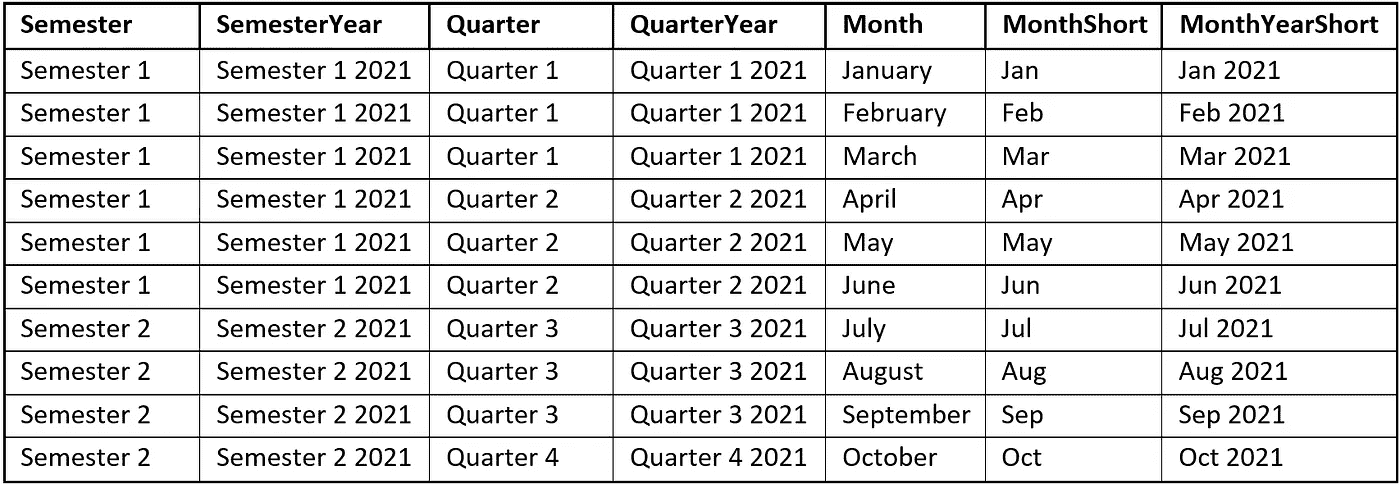 Semester SemesterYear Quarter QuarterYear Month MonthShort MonthYearShort
Semester 1 Semester 1 2021 Quarter 1 Quarter 1 2021 January Jan Jan 2021
Semester 1 Semester 1 2021 Quarter 1 Quarter 1 2021 February Feb Feb 2021
Semester 1 Semester 1 2021 Quarter 1 Quarter 1 2021 March Mar Mar 2021
Semester 1 Semester 1 2021 Quarter 2 Quarter 2 2021 April Apr Apr 2021
Semester 1 Semester 1 2021 Quarter 2 Quarter 2 2021 May May May 2021
Semester 1 Semester 1 2021 Quarter 2 Quarter 2 2021 June Jun Jun 2021
Semester 2 Semester 2 2021 Quarter 3 Quarter 3 2021 July Jul Jul 2021
Semester 2 Semester 2 2021 Quarter 3 Quarter 3 2021 August Aug Aug 2021
Semester 2 Semester 2 2021 Quarter 3 Quarter 3 2021 September Sep Sep 2021
Semester 2 Semester 2 2021 Quarter 4 Quarter 4 2021 October Oct Oct 2021